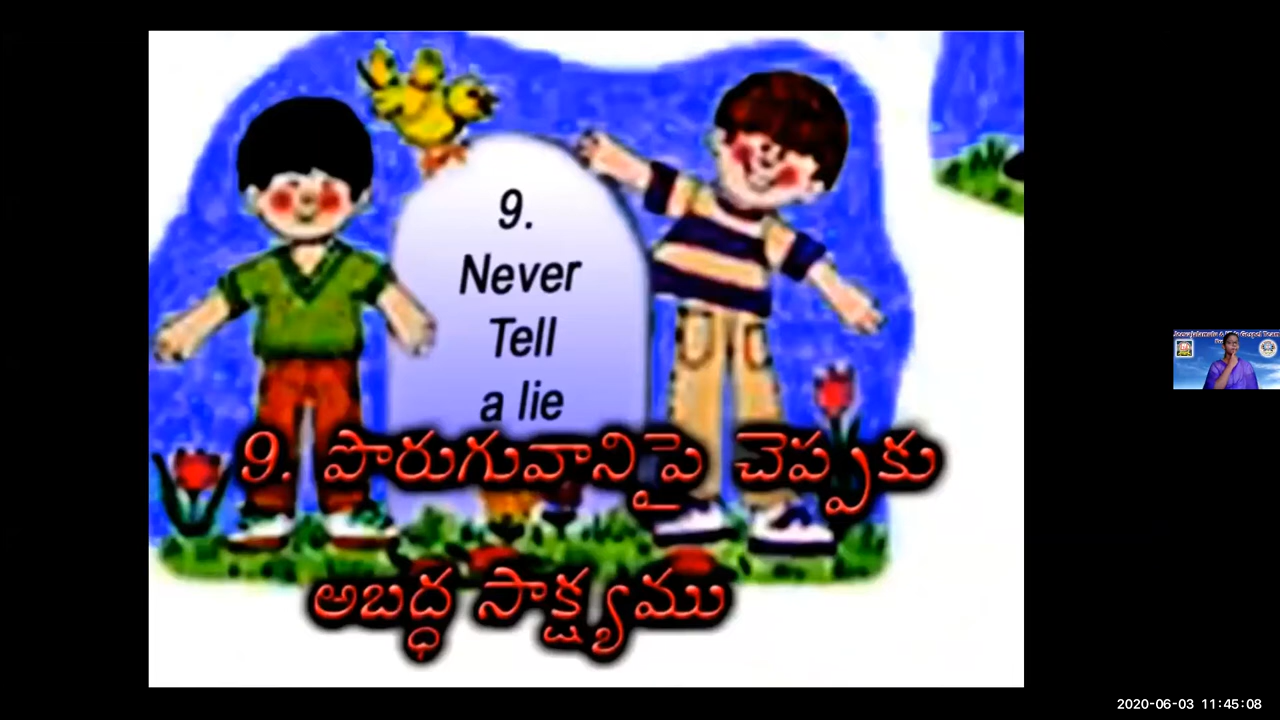 9.
Never
Tell
a lie
9. పొరుగువానిపై చెప్పకు
అబద్ధ సాక్ష్యము
2020-06-03 11:45:08